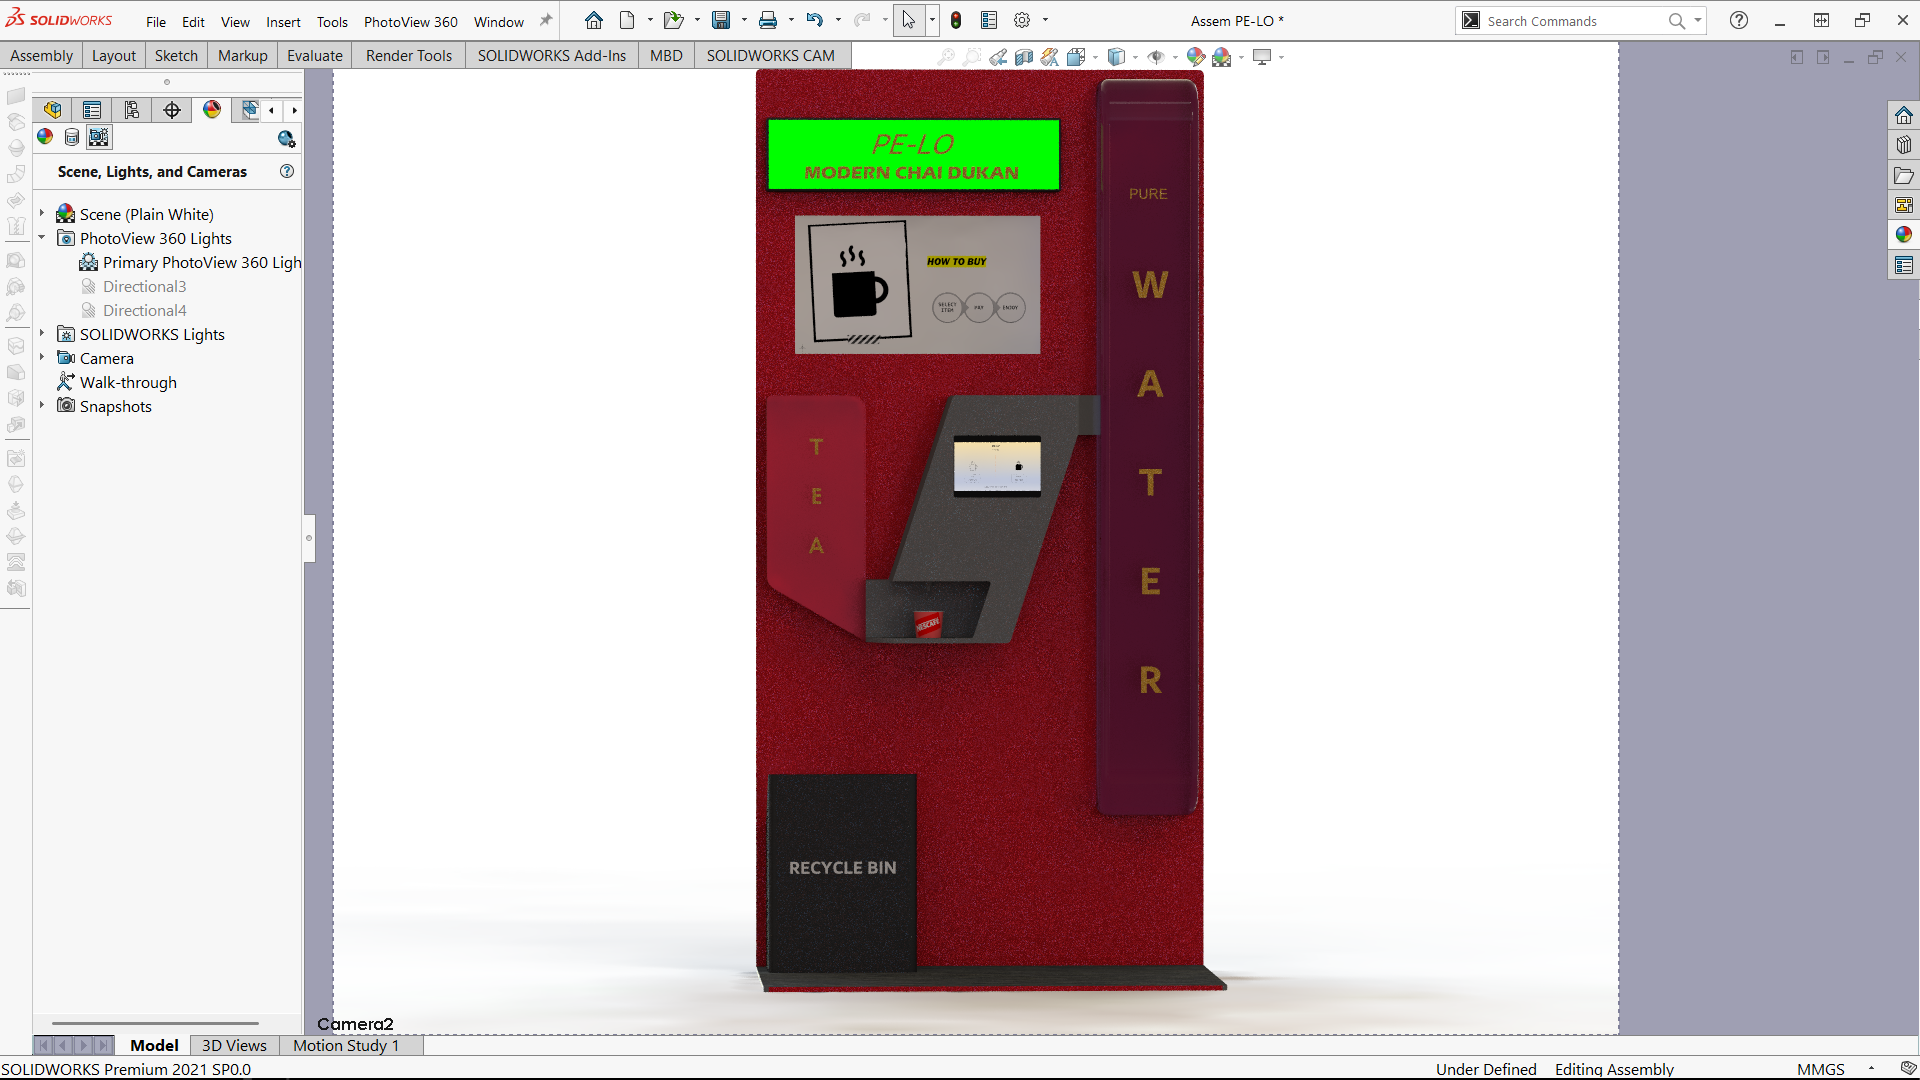 SOLIDWORKS
File Edit View Insert Tools PhotoView 360 Window
Assem PE-LO *
Search Commands
Assembly Layout Sketch Markup Evaluate Render Tools SOLIDWORKS Add-Ins MBD SOLIDWORKS CAM
Scene, Lights, and Cameras
Scene (Plain White)
PhotoView 360 Lights
Primary PhotoView 360 Ligh
Directional3
Directional4
SOLIDWORKS Lights
Camera
Walk-through
Snapshots
PE-LO
MODERN CHAI DUKAN
HOW TO BUY
SELECT ITEM
PAY
ENJOY
PURE
W
A
T
E
R
T
E
A
NESCAFE
RECYCLE BIN
Camera2
Model 3D Views Motion Study 1
SOLIDWORKS Premium 2021 SP0.0
Under Defined Editing Assembly MMGS